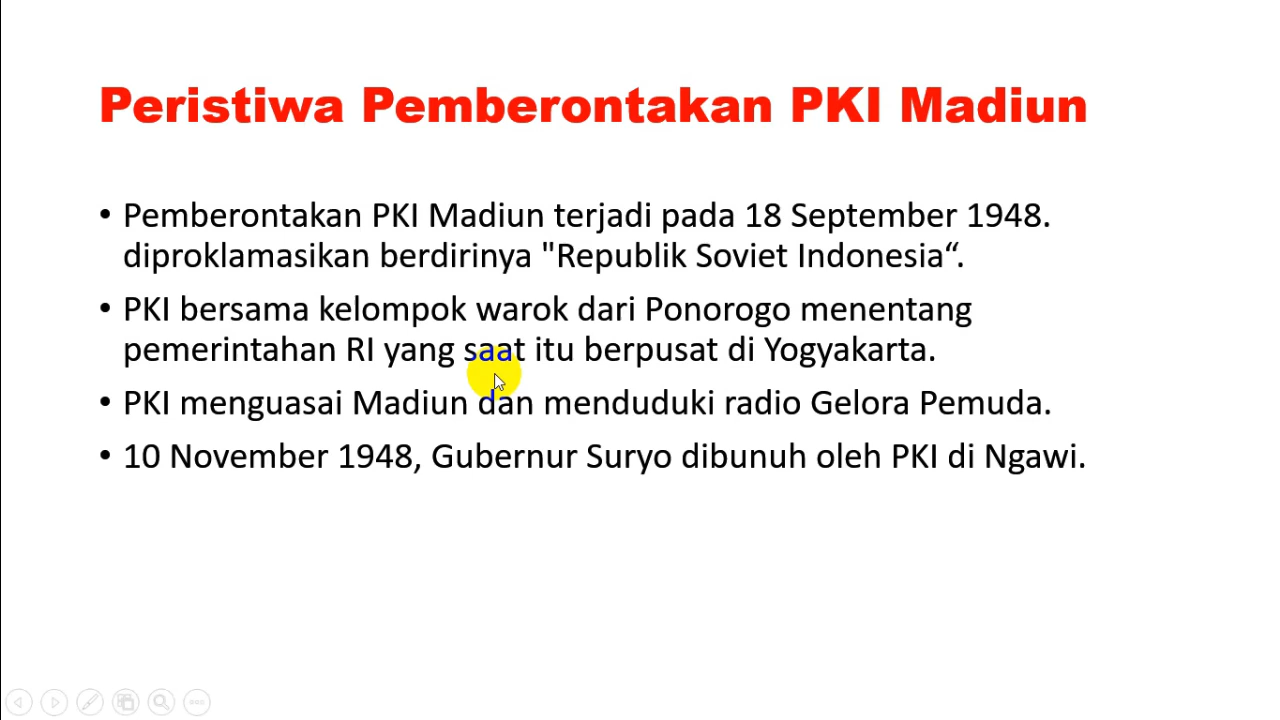 Peristiwa Pemberontakan PKI Madiun
• Pemberontakan PKI Madiun terjadi pada 18 September 1948.
diproklamasikan berdirinya "Republik Soviet Indonesia“.
• PKI bersama kelompok warok dari Ponorogo menentang
pemerintahan RI yang saat itu berpusat di Yogyakarta.
• PKI menguasai Madiun dan menduduki radio Gelora Pemuda.
• 10 November 1948, Gubernur Suryo dibunuh oleh PKI di Ngawi.